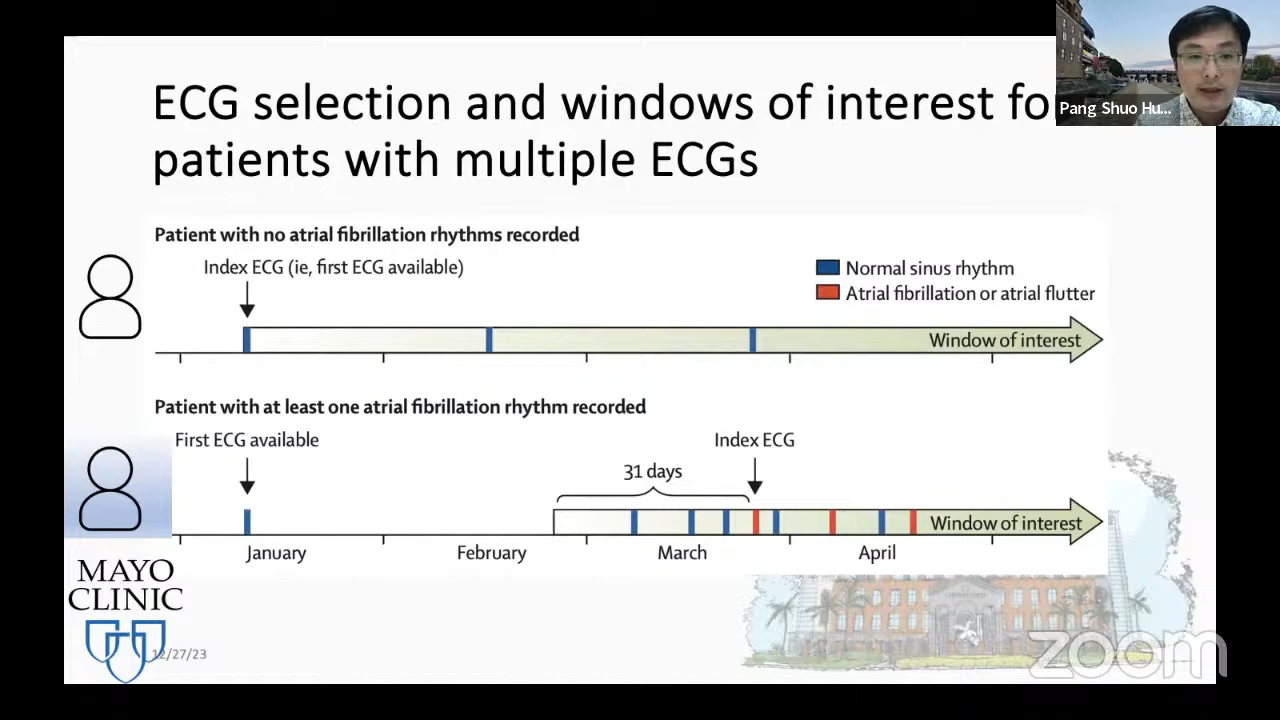 ECG selection and windows of interest fo
patients with multiple ECGs
Pang Shuo Hu...
Patient with no atrial fibrillation rhythms recorded
Index ECG (ie, first ECG available)
Normal sinus rhythm
Atrial fibrillation or atrial flutter
Window of interest
Patient with at least one atrial fibrillation rhythm recorded
First ECG available
Index ECG
31 days
Window of interest
January
February
March
April
MAYO
CLINIC
12/27/23
zoom